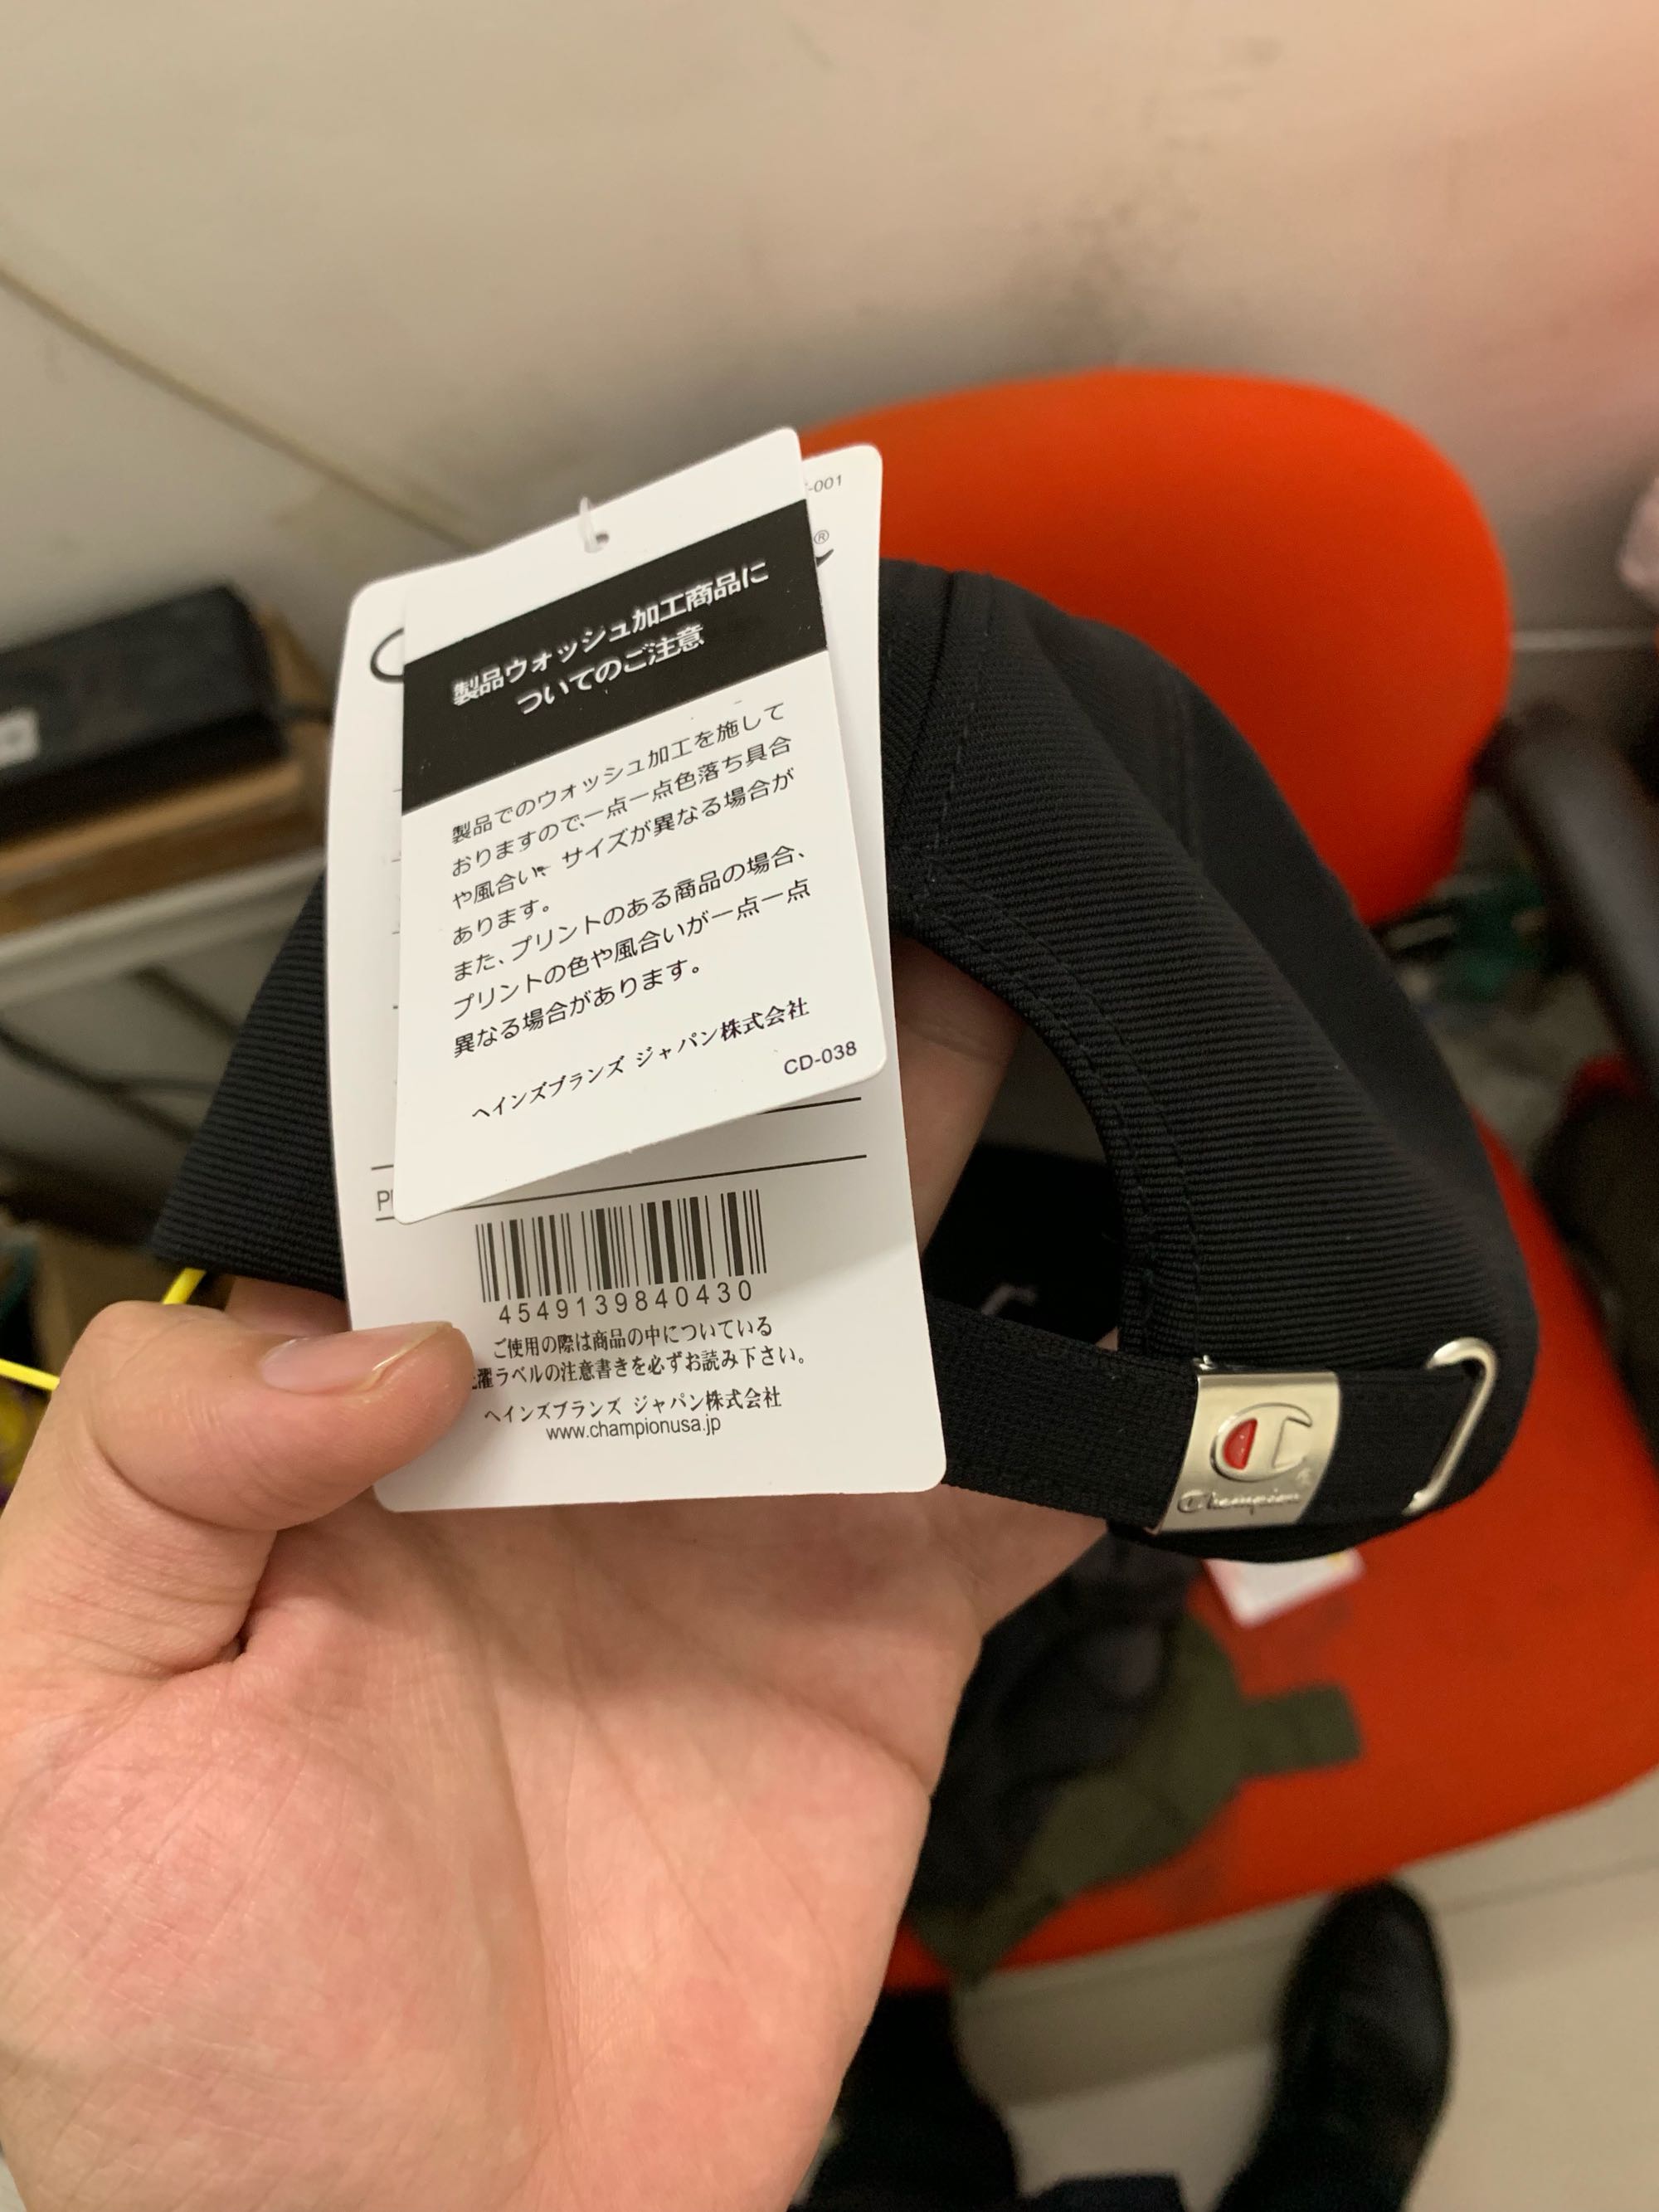 -001
®
製品ウォッシュ加工商品に
ついてのご注意
製品でのウォッシュ加工を施して
おりますので、一点一点色落ち具合
や風合い、サイズが異なる場合が
あります。
また、プリントのある商品の場合、
プリントの色や風合いが一点一点
異なる場合があります。
ヘインズブランズ ジャパン株式会社
CD-038
4549139840430
ご使用の際は商品の中についている
濯ラベルの注意書きを必ずお読み下さい。
ヘインズブランズ ジャパン株式会社
www.championusa.jp
Champion